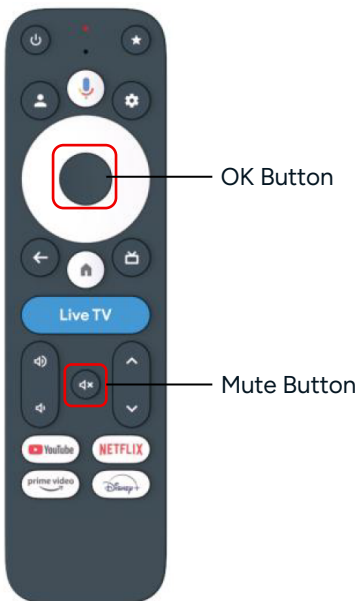 OK Button
Live TV
Mute Button
YouTube
NETFLIX
prime video
Disney+